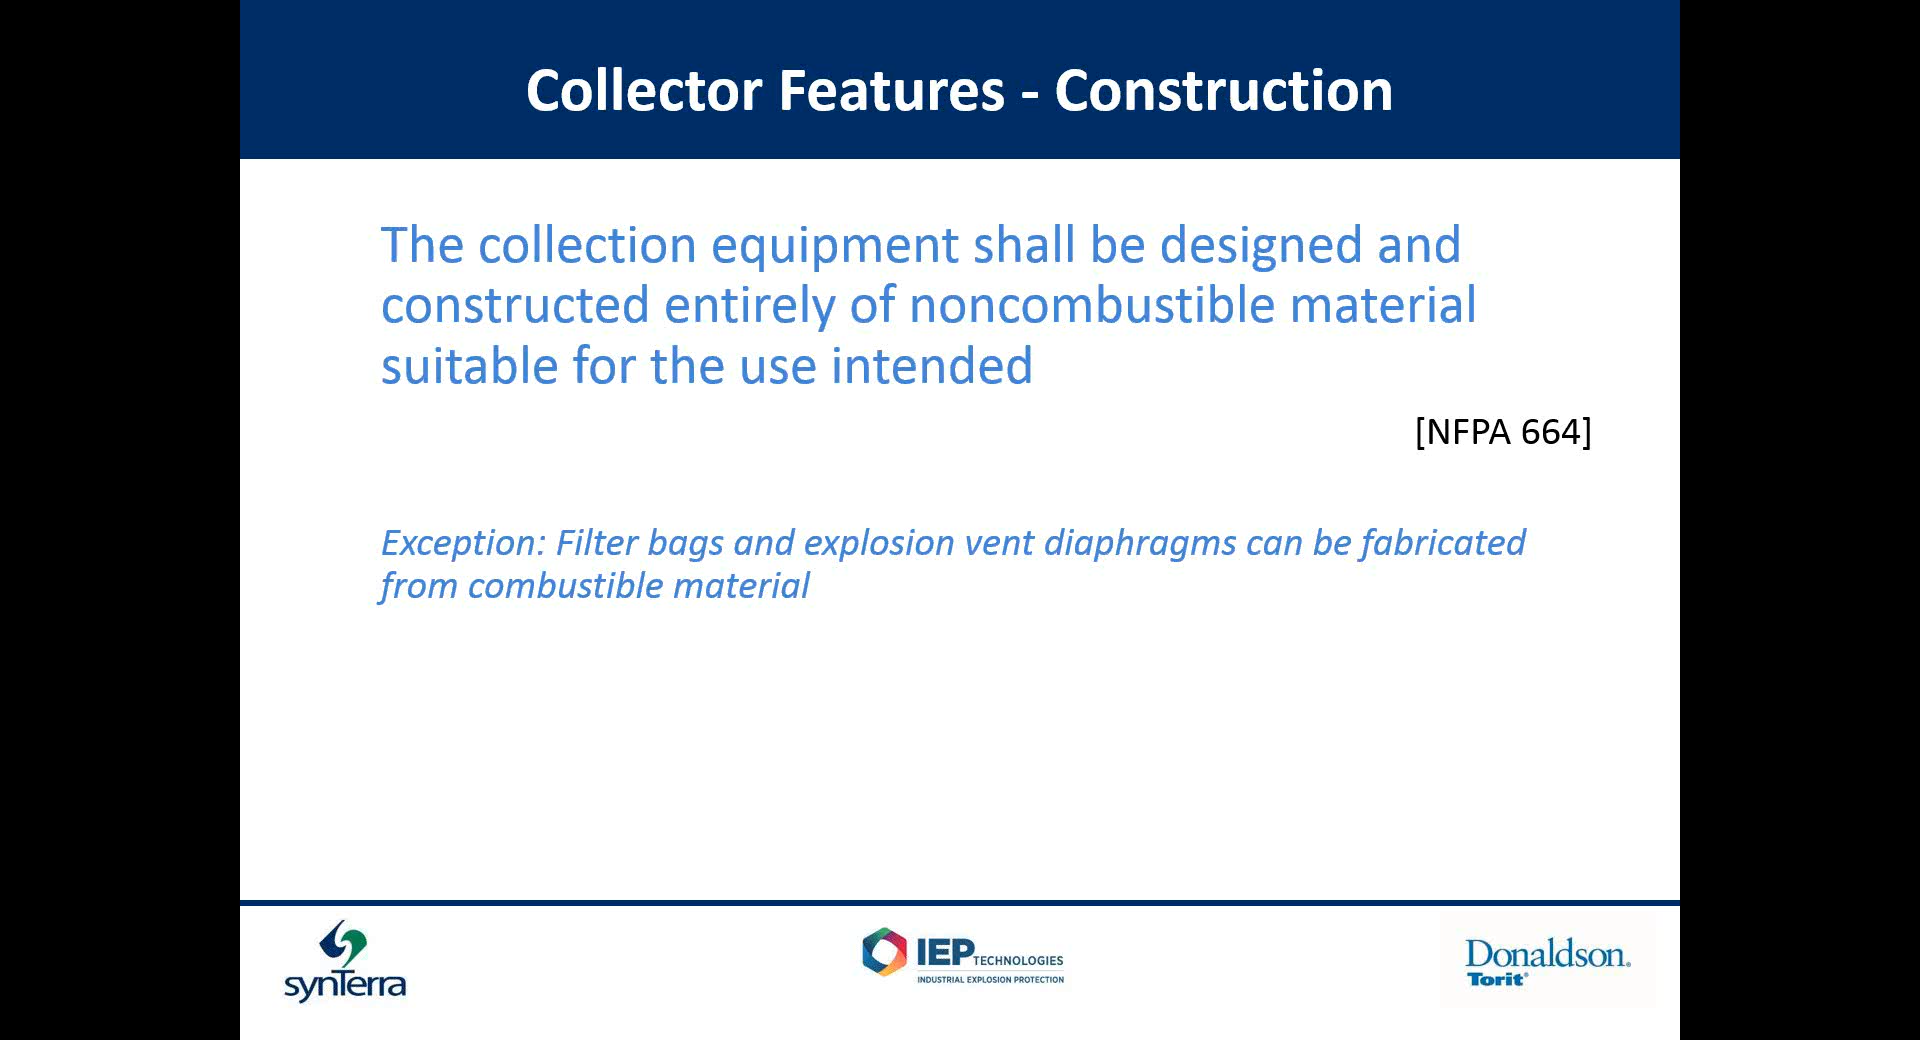 Collector Features - Construction
The collection equipment shall be designed and
constructed entirely of noncombustible material
suitable for the use intended
[NFPA 664]
Exception: Filter bags and explosion vent diaphragms can be fabricated
from combustible material
synTerra
IEP TECHNOLOGIES
INDUSTRIAL EXPLOSION PROTECTION
Donaldson®
Torit®